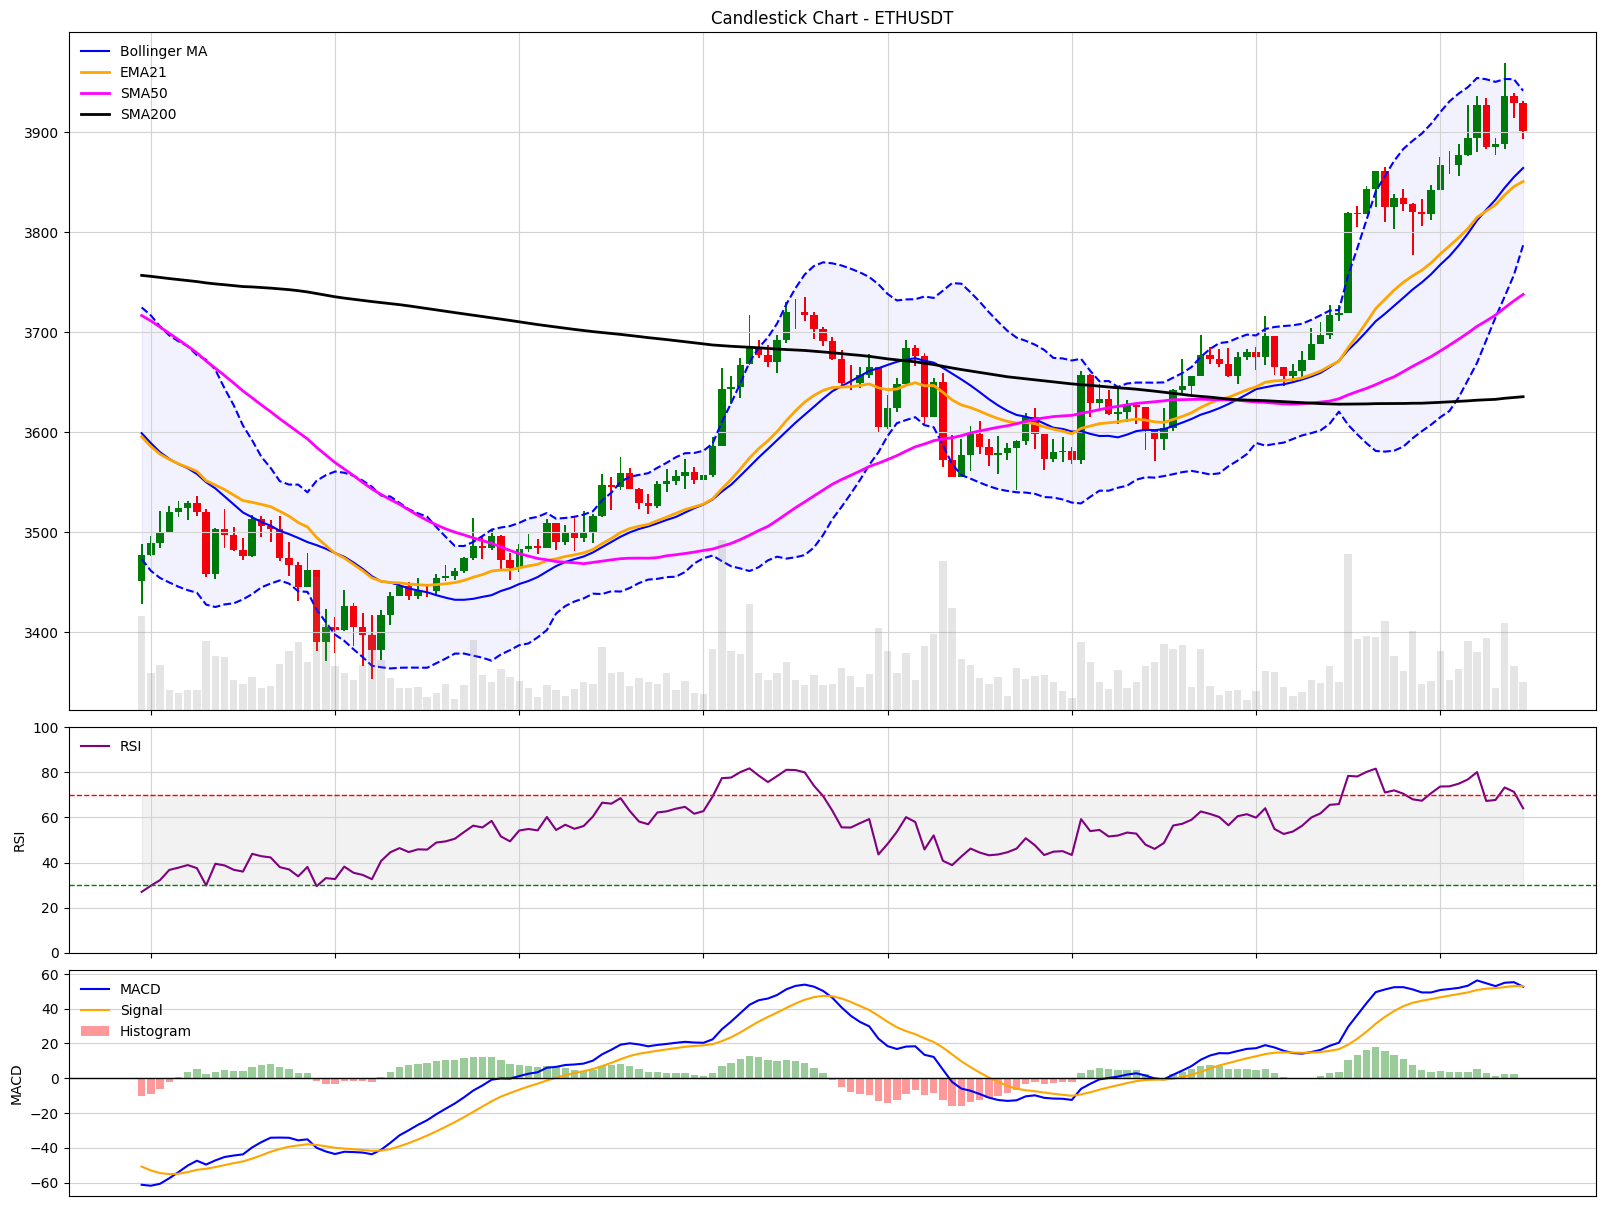 Candlestick Chart - ETHUSDT
Bollinger MA
EMA21
SMA50
SMA200
3900
3800
3700
3600
3500
3400
RSI
100
80
60
40
20
0
RSI
MACD
Signal
Histogram
60
40
20
0
−20
−40
−60
MACD